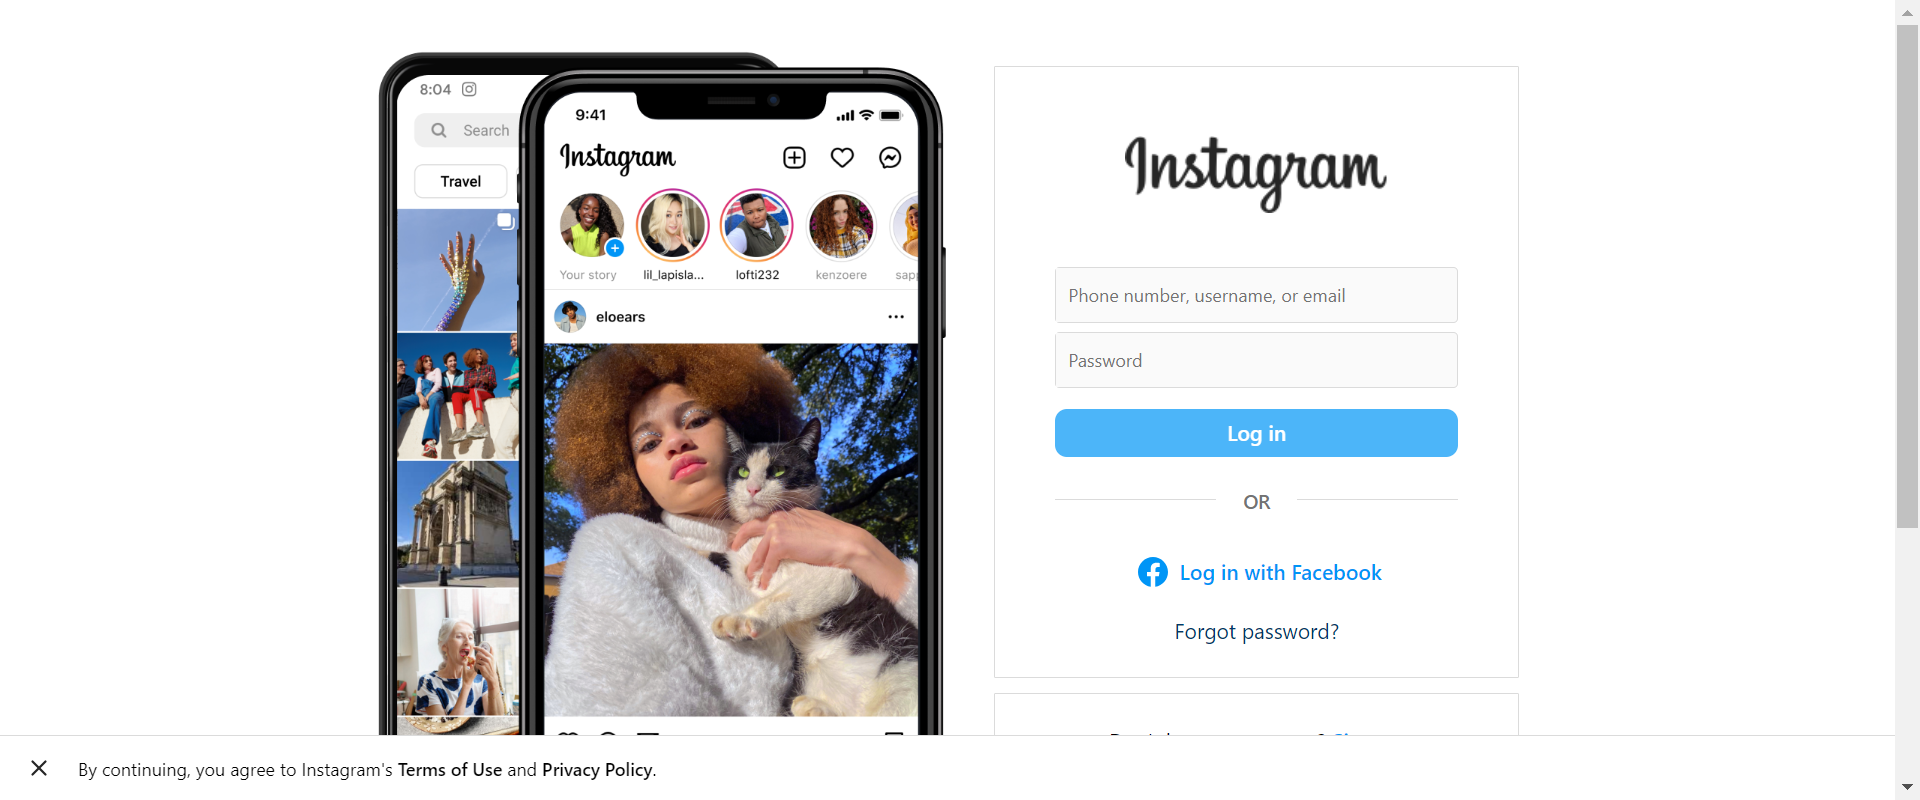 8:04
Search
Travel
9:41
Instagram
Your story
lil_lapisla...
lofti232
kenzoere
eloears
Instagram
Phone number, username, or email
Password
Log in
OR
Log in with Facebook
Forgot password?
By continuing, you agree to Instagram's Terms of Use and Privacy Policy.